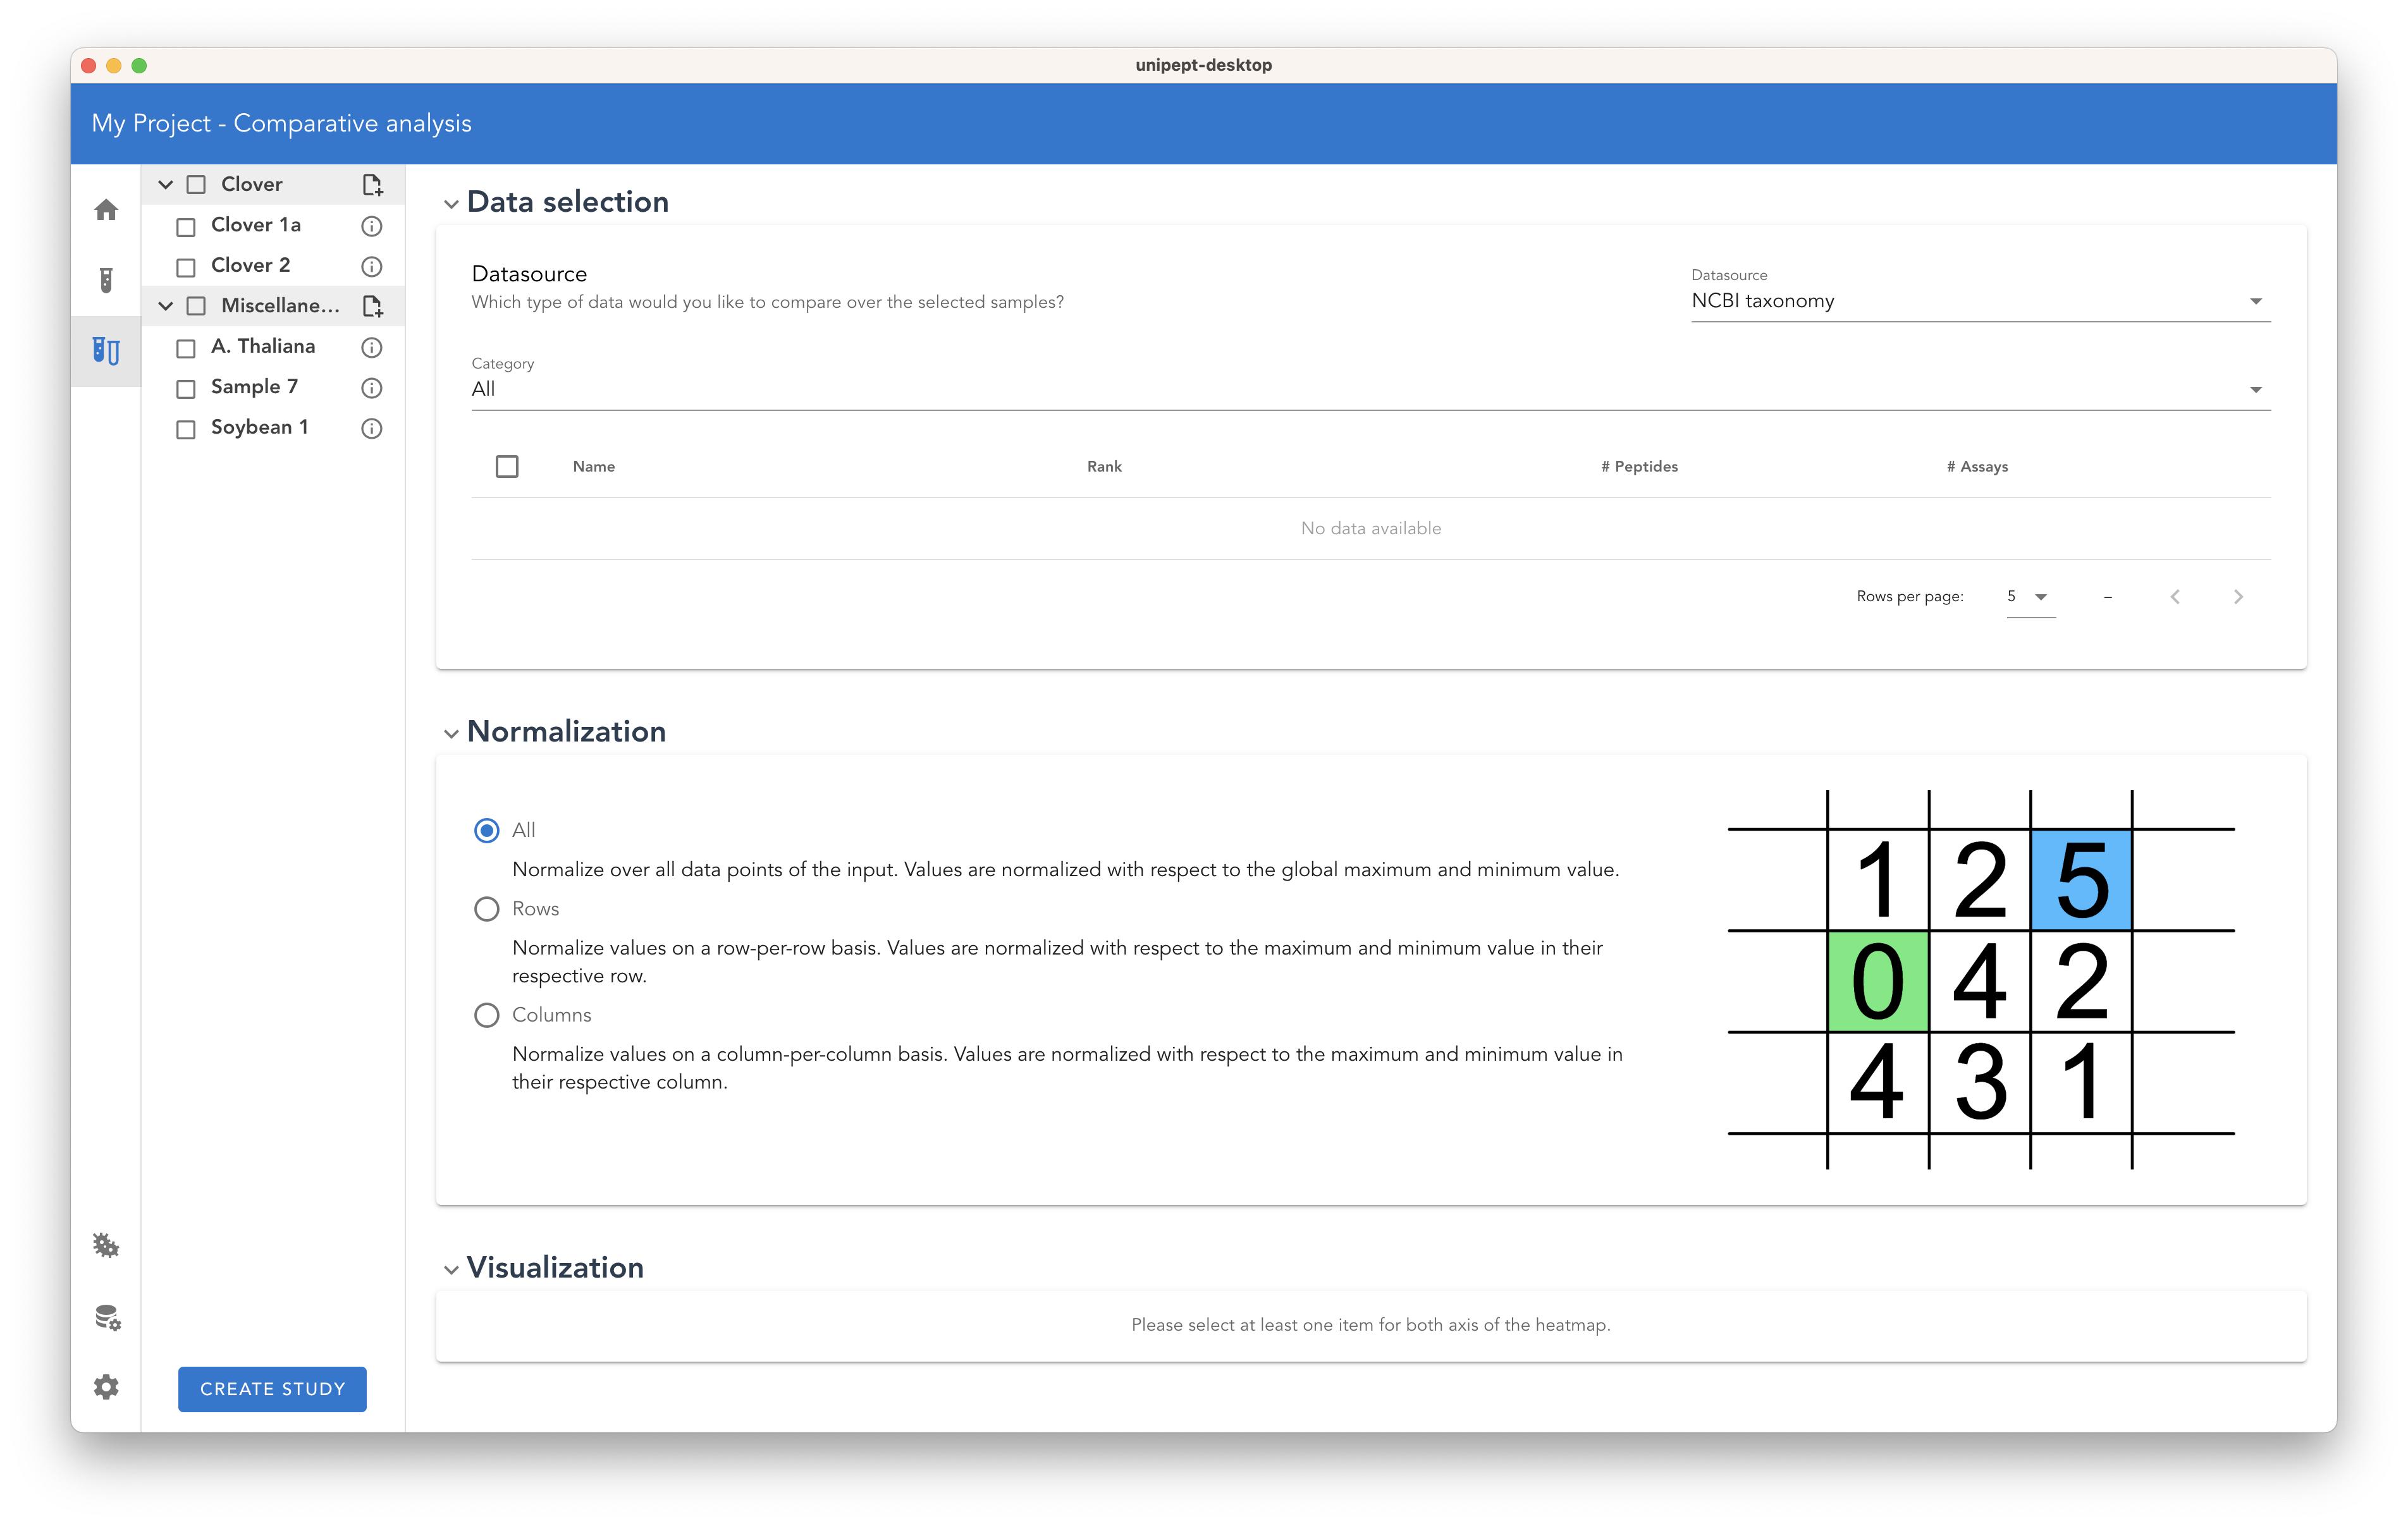 unipept-desktop
My Project - Comparative analysis
Clover
Clover 1a
Clover 2
Miscellane...
A. Thaliana
Sample 7
Soybean 1
CREATE STUDY
Data selection
Datasource
Which type of data would you like to compare over the selected samples?
Datasource
NCBI taxonomy
Category
All
Name Rank # Peptides # Assays
No data available
Rows per page: 5 –
Normalization
All
Normalize over all data points of the input. Values are normalized with respect to the global maximum and minimum value.
Rows
Normalize values on a row-per-row basis. Values are normalized with respect to the maximum and minimum value in their
respective row.
Columns
Normalize values on a column-per-column basis. Values are normalized with respect to the maximum and minimum value in
their respective column.
1 2 5
0 4 2
4 3 1
Visualization
Please select at least one item for both axis of the heatmap.